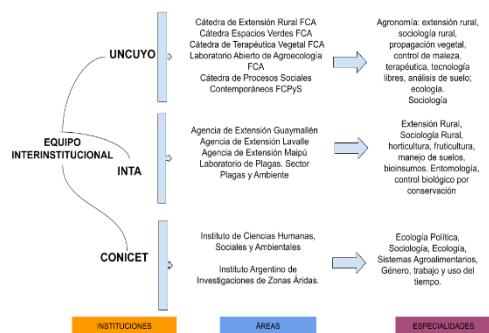 EQUIPO
INTERINSTITUCIONAL
UNCUYO
Cátedra de Extensión Rural FCA
Cátedra Espacios Verdes FCA
Cátedra de Terapéutica Vegetal FCA
Laboratorio Abierto de Agroecología
FCA
Cátedra de Procesos Sociales
Contemporáneos FCPyS
Agronomía: extensión rural,
sociología rural,
propagación vegetal,
control de maleza,
terapéutica, tecnología
libres, análisis de suelo;
ecología.
Sociología
INTA
Agencia de Extensión Guaymallén
Agencia de Extensión Lavalle
Agencia de Extensión Maipú
Laboratorio de Plagas. Sector
Plagas y Ambiente
Extensión Rural,
Sociología Rural,
horticultura, fruticultura,
manejo de suelos,
bioinsumos. Entomología,
control biológico por
conservación
CONICET
Instituto de Ciencias Humanas,
Sociales y Ambientales
Instituto Argentino de
Investigaciones de Zonas Áridas.
Ecología Política,
Sociología, Ecología,
Sistemas Agroalimentarios,
Género, trabajo y uso del
tiempo.
INSTITUCIONES
ÁREAS
ESPECIALIDADES